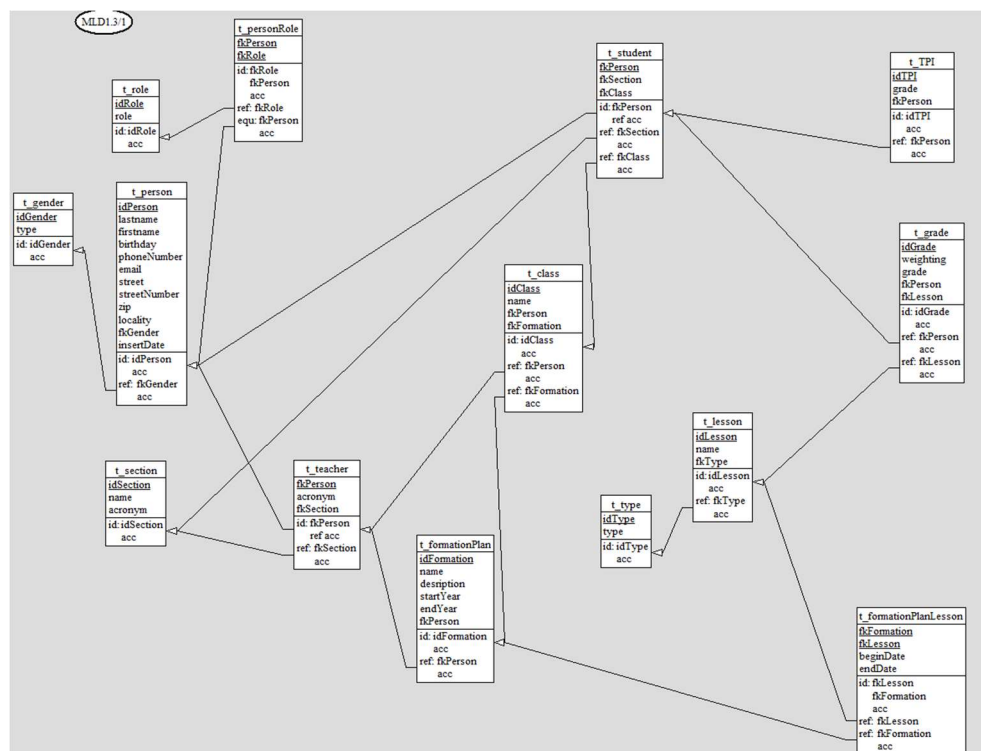 MLD1.3/1
t_personRole
fkPerson
fkRole
id: fkRole
fkPerson
acc
ref: fkRole
equ: fkPerson
acc
t_role
idRole
role
id: idRole
acc
t_gender
idGender
type
id: idGender
acc
t_person
idPerson
lastname
firstname
birthday
phoneNumber
email
street
streetNumber
zip
locality
fkGender
insertDate
id: idPerson
acc
ref: fkGender
acc
t_student
fkPerson
fkSection
fkClass
id: fkPerson
ref acc
ref: fkSection
acc
ref: fkClass
acc
t_TPI
idTPI
grade
fkPerson
id: idTPI
acc
ref: fkPerson
acc
t_grade
idGrade
weighting
grade
fkPerson
fkLesson
id: idGrade
acc
ref: fkPerson
acc
ref: fkLesson
acc
t_class
idClass
name
fkPerson
fkFormation
id: idClass
acc
ref: fkPerson
acc
ref: fkFormation
acc
t_section
idSection
name
acronym
id: idSection
acc
t_teacher
fkPerson
acronym
fkSection
id: fkPerson
ref acc
ref: fkSection
acc
t_lesson
idLesson
name
fkType
id: idLesson
acc
ref: fkType
acc
t_type
idType
type
id: idType
acc
t_formationPlan
idFormation
name
desription
startYear
endYear
fkPerson
id: idFormation
acc
ref: fkPerson
acc
t_formationPlanLesson
fkFormation
fkLesson
beginDate
endDate
id: fkLesson
fkFormation
acc
ref: fkLesson
ref: fkFormation
acc